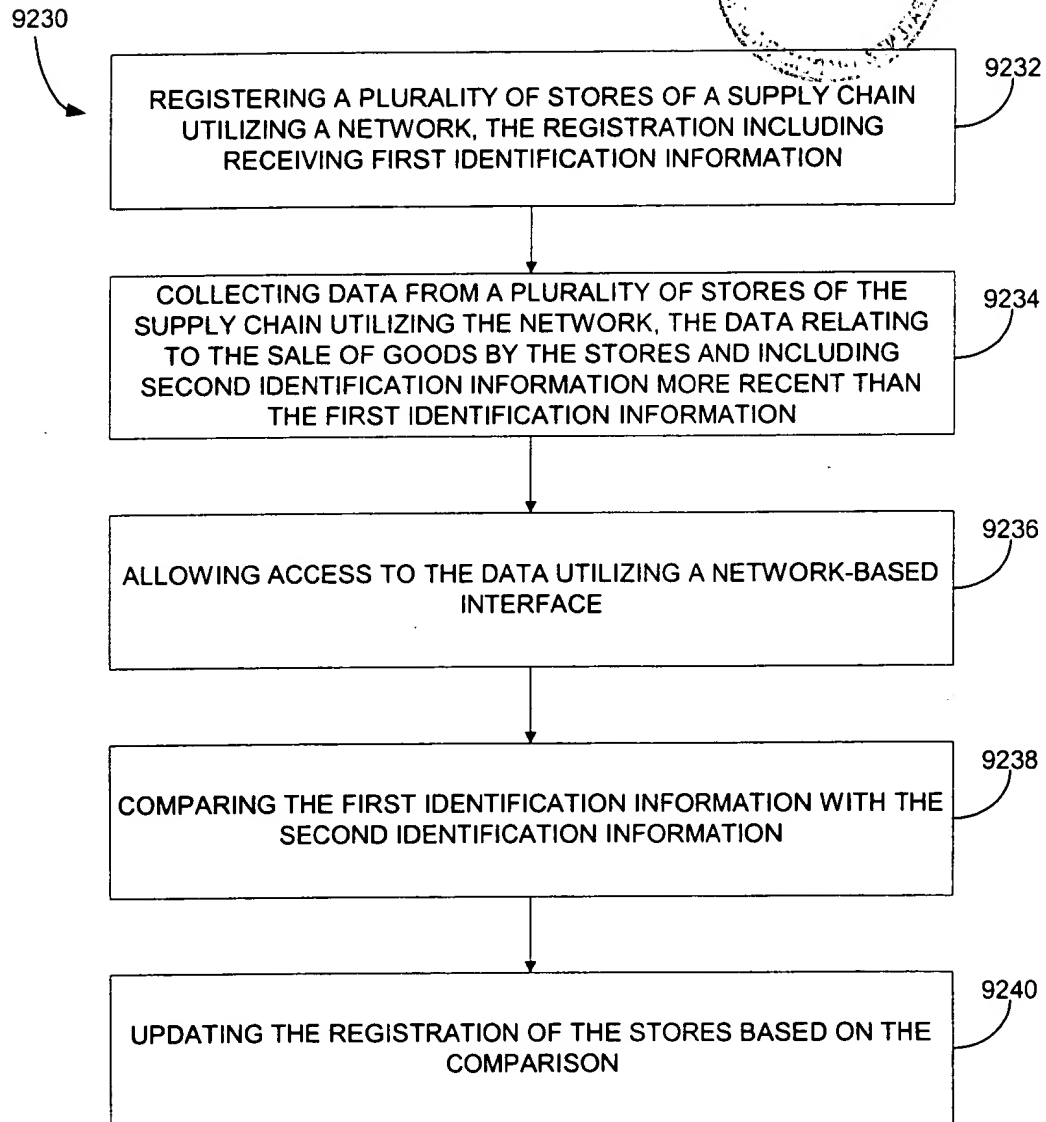 9230
9232
REGISTERING A PLURALITY OF STORES OF A SUPPLY CHAIN
UTILIZING A NETWORK, THE REGISTRATION INCLUDING
RECEIVING FIRST IDENTIFICATION INFORMATION
9234
COLLECTING DATA FROM A PLURALITY OF STORES OF THE
SUPPLY CHAIN UTILIZING THE NETWORK, THE DATA RELATING
TO THE SALE OF GOODS BY THE STORES AND INCLUDING
SECOND IDENTIFICATION INFORMATION MORE RECENT THAN
THE FIRST IDENTIFICATION INFORMATION
9236
ALLOWING ACCESS TO THE DATA UTILIZING A NETWORK-BASED
INTERFACE
9238
COMPARING THE FIRST IDENTIFICATION INFORMATION WITH THE
SECOND IDENTIFICATION INFORMATION
9240
UPDATING THE REGISTRATION OF THE STORES BASED ON THE
COMPARISON